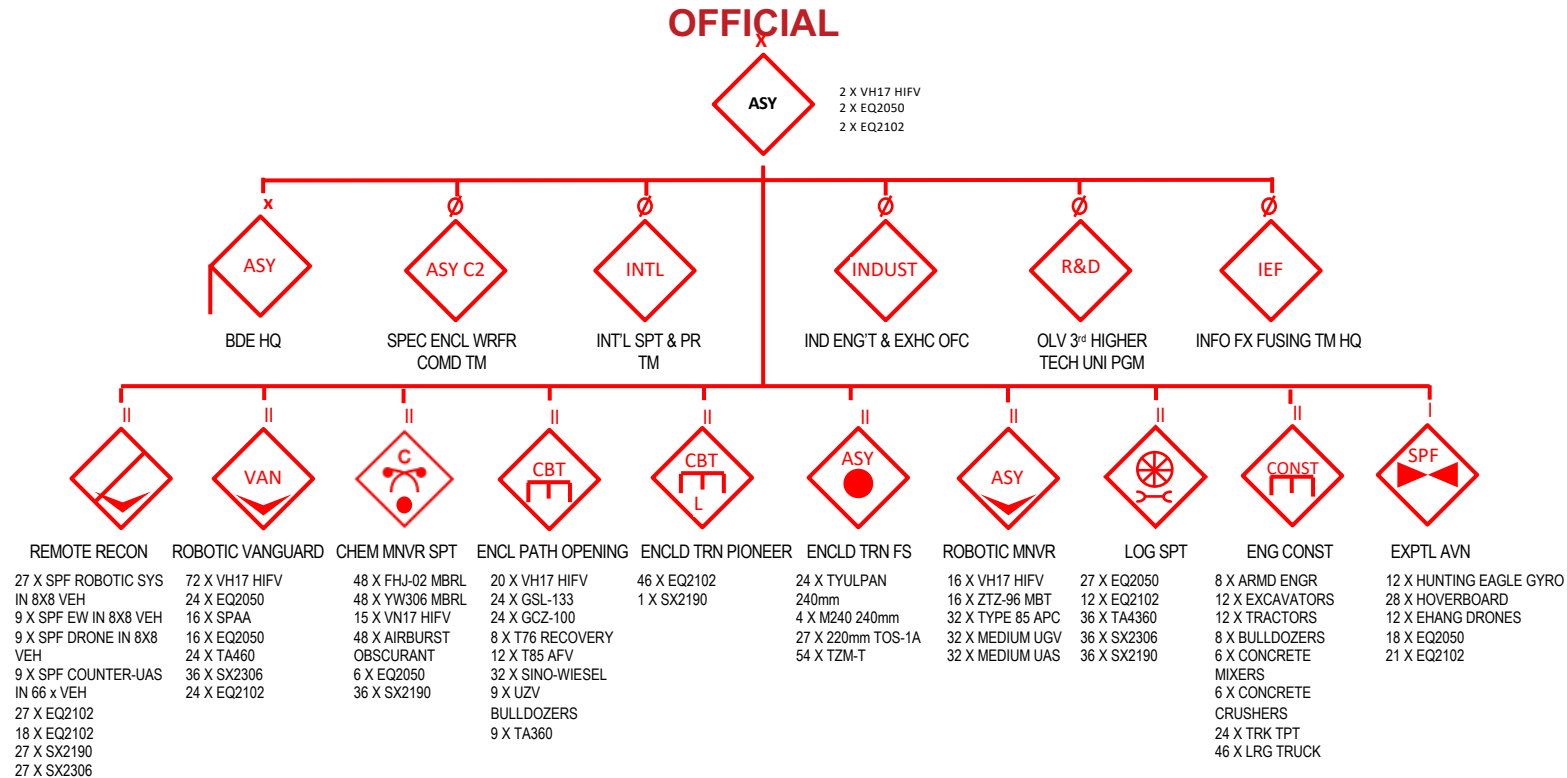 OFFICIAL
X
ASY
2 X VH17 HIFV
2 X EQ2050
2 X EQ2102
x
ASY
BDE HQ
Ø
ASY C2
SPEC ENCL WRFR
COMD TM
Ø
INTL
INT'L SPT & PR
TM
Ø
INDUST
IND ENG'T & EXHC OFC
Ø
R&D
OLV 3rd HIGHER
TECH UNI PGM
Ø
IEF
INFO FX FUSING TM HQ
II
REMOTE RECON
27 X SPF ROBOTIC SYS
IN 8X8 VEH
9 X SPF EW IN 8X8 VEH
9 X SPF DRONE IN 8X8
VEH
9 X SPF COUNTER-UAS
IN 66 x VEH
27 X EQ2102
18 X EQ2102
27 X SX2190
27 X SX2306
II
VAN
ROBOTIC VANGUARD
72 X VH17 HIFV
24 X EQ2050
16 X SPAA
16 X EQ2050
24 X TA460
36 X SX2306
24 X EQ2102
II
C
CHEM MNVR SPT
48 X FHJ-02 MBRL
48 X YW306 MBRL
15 X VN17 HIFV
48 X AIRBURST
OBSCURANT
6 X EQ2050
36 X SX2190
II
CBT
ENCL PATH OPENING
20 X VH17 HIFV
24 X GSL-133
24 X GCZ-100
8 X T76 RECOVERY
12 X T85 AFV
32 X SINO-WIESEL
9 X UZV
BULLDOZERS
9 X TA360
II
CBT
L
ENCLD TRN PIONEER
46 X EQ2102
1 X SX2190
II
ASY
ENCLD TRN FS
24 X TYULPAN
240mm
4 X M240 240mm
27 X 220mm TOS-1A
54 X TZM-T
II
ASY
ROBOTIC MNVR
16 X VH17 HIFV
16 X ZTZ-96 MBT
32 X TYPE 85 APC
32 X MEDIUM UGV
32 X MEDIUM UAS
II
LOG SPT
27 X EQ2050
12 X EQ2102
36 X TA4360
36 X SX2306
36 X SX2190
II
CONST
ENG CONST
8 X ARMD ENGR
12 X EXCAVATORS
12 X TRACTORS
8 X BULLDOZERS
6 X CONCRETE
MIXERS
6 X CONCRETE
CRUSHERS
24 X TRK TPT
46 X LRG TRUCK
I
SPF
EXPTL AVN
12 X HUNTING EAGLE GYRO
28 X HOVERBOARD
12 X EHANG DRONES
18 X EQ2050
21 X EQ2102